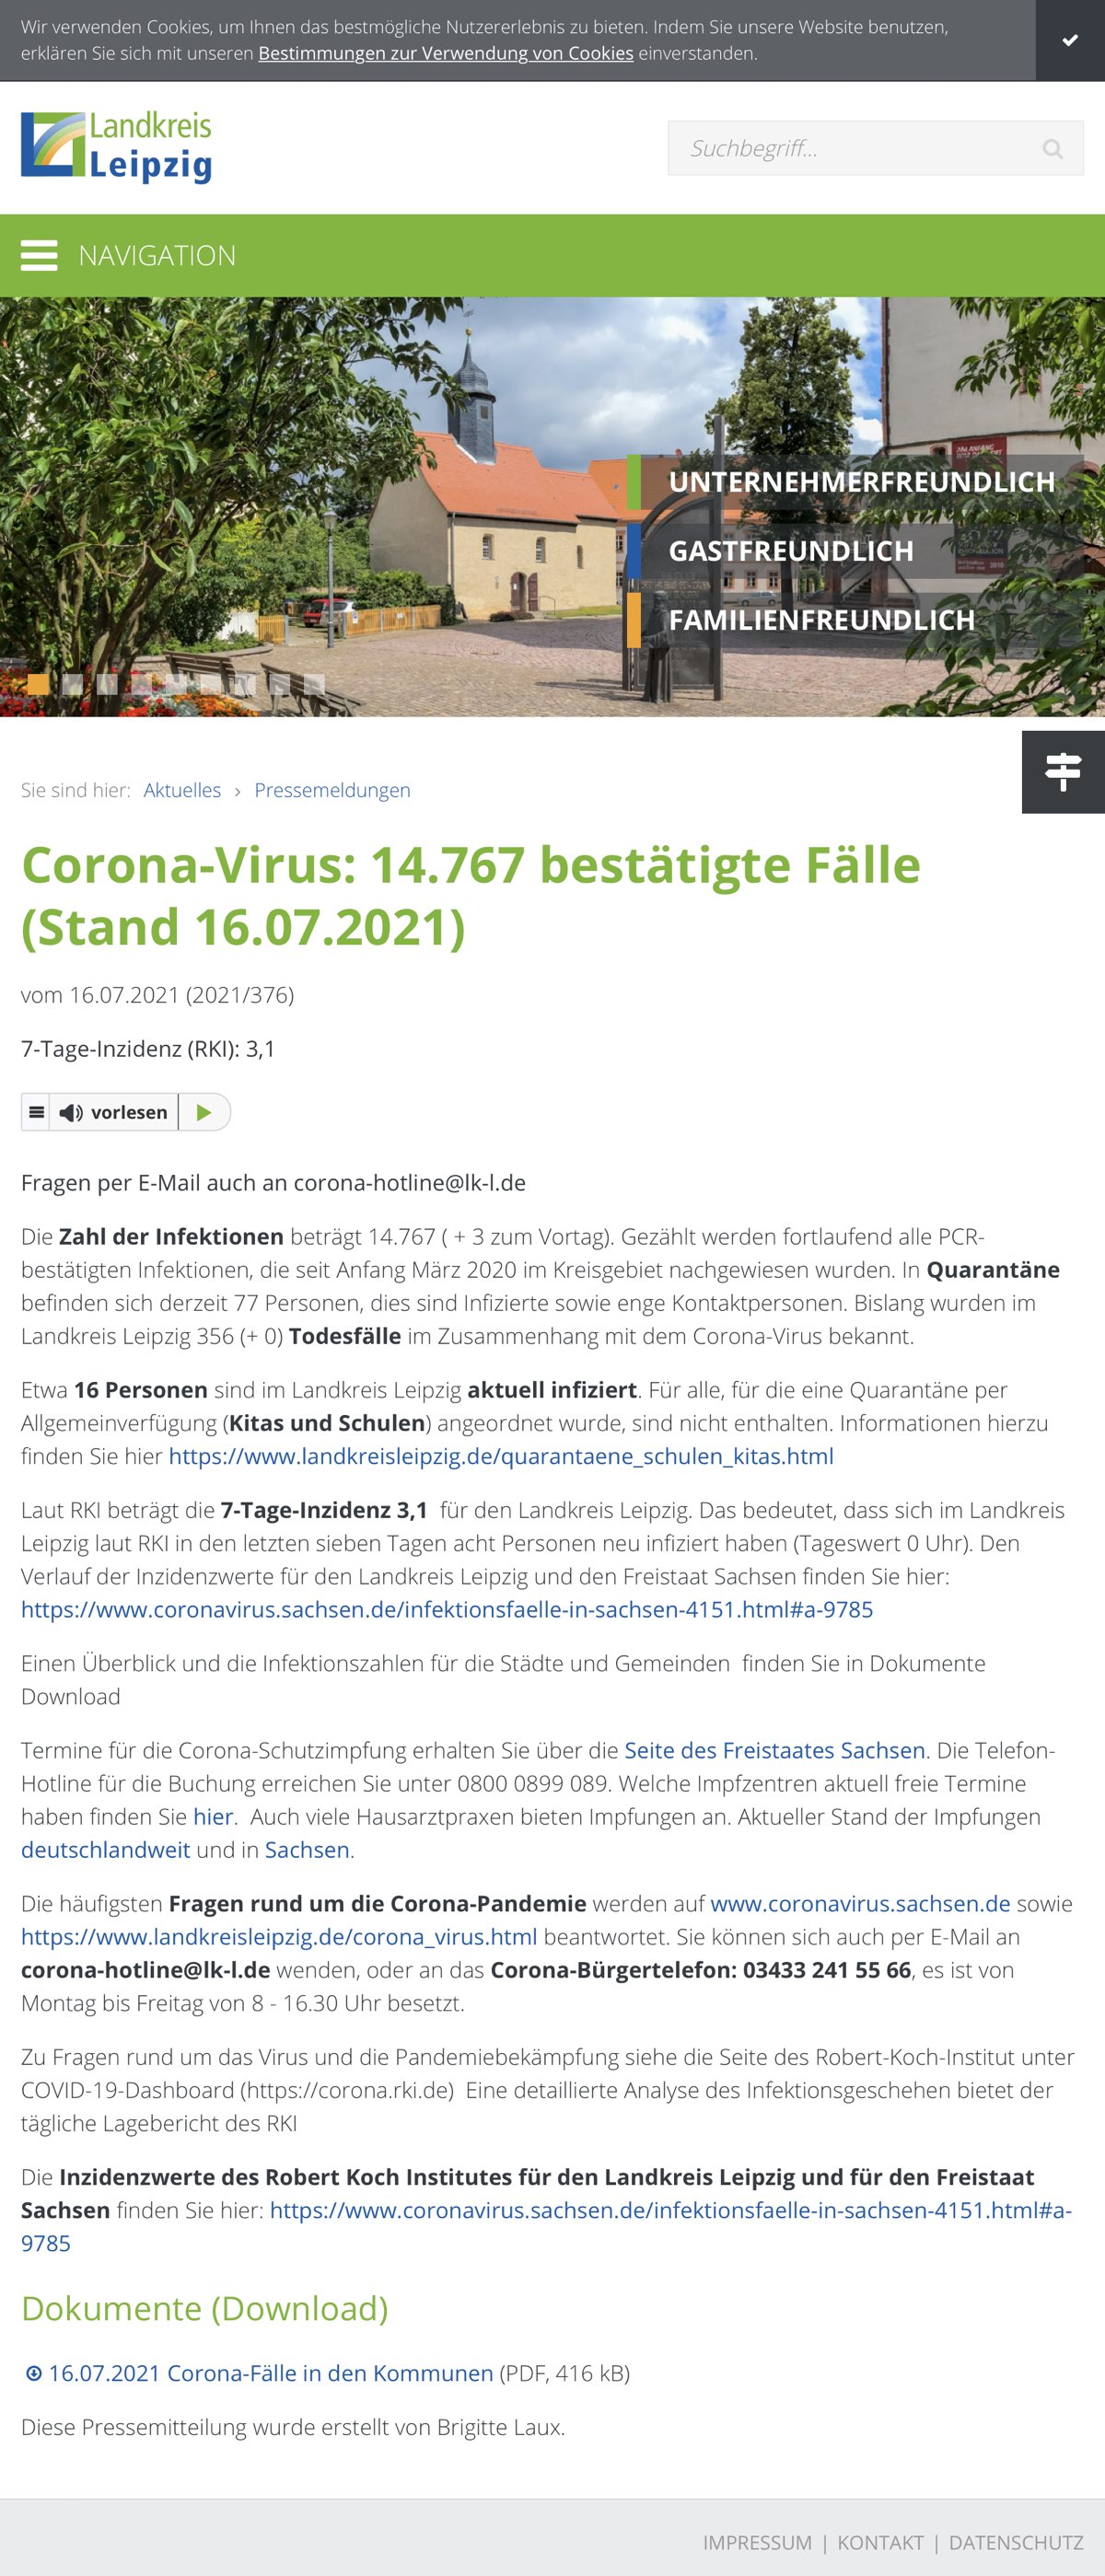 Wir verwenden Cookies, um Ihnen das bestmögliche Nutzererlebnis zu bieten. Indem Sie unsere Website benutzen,
erklären Sie sich mit unseren Bestimmungen zur Verwendung von Cookies einverstanden.
Landkreis
Leipzig
Suchbegriff...
NAVIGATION
UNTERNEHMERFREUNDLICH
GASTFREUNDLICH
FAMILIENFREUNDLICH
Sie sind hier: Aktuelles › Pressemeldungen
Corona-Virus: 14.767 bestätigte Fälle
(Stand 16.07.2021)
vom 16.07.2021 (2021/376)
7-Tage-Inzidenz (RKI): 3,1
vorlesen
Fragen per E-Mail auch an corona-hotline@lk-l.de
Die Zahl der Infektionen beträgt 14.767 ( + 3 zum Vortag). Gezählt werden fortlaufend alle PCR-
bestätigten Infektionen, die seit Anfang März 2020 im Kreisgebiet nachgewiesen wurden. In Quarantäne
befinden sich derzeit 77 Personen, dies sind Infizierte sowie enge Kontaktpersonen. Bislang wurden im
Landkreis Leipzig 356 (+ 0) Todesfälle im Zusammenhang mit dem Corona-Virus bekannt.
Etwa 16 Personen sind im Landkreis Leipzig aktuell infiziert. Für alle, für die eine Quarantäne per
Allgemeinverfügung (Kitas und Schulen) angeordnet wurde, sind nicht enthalten. Informationen hierzu
finden Sie hier https://www.landkreisleipzig.de/quarantaene_schulen_kitas.html
Laut RKI beträgt die 7-Tage-Inzidenz 3,1  für den Landkreis Leipzig. Das bedeutet, dass sich im Landkreis
Leipzig laut RKI in den letzten sieben Tagen acht Personen neu infiziert haben (Tageswert 0 Uhr). Den
Verlauf der Inzidenzwerte für den Landkreis Leipzig und den Freistaat Sachsen finden Sie hier:
https://www.coronavirus.sachsen.de/infektionsfaelle-in-sachsen-4151.html#a-9785
Einen Überblick und die Infektionszahlen für die Städte und Gemeinden  finden Sie in Dokumente
Download
Termine für die Corona-Schutzimpfung erhalten Sie über die Seite des Freistaates Sachsen. Die Telefon-
Hotline für die Buchung erreichen Sie unter 0800 0899 089. Welche Impfzentren aktuell freie Termine
haben finden Sie hier.  Auch viele Hausarztpraxen bieten Impfungen an. Aktueller Stand der Impfungen
deutschlandweit und in Sachsen.
Die häufigsten Fragen rund um die Corona-Pandemie werden auf www.coronavirus.sachsen.de sowie
https://www.landkreisleipzig.de/corona_virus.html beantwortet. Sie können sich auch per E-Mail an
corona-hotline@lk-l.de wenden, oder an das Corona-Bürgertelefon: 03433 241 55 66, es ist von
Montag bis Freitag von 8 - 16.30 Uhr besetzt.
Zu Fragen rund um das Virus und die Pandemiebekämpfung siehe die Seite des Robert-Koch-Institut unter
COVID-19-Dashboard (https://corona.rki.de)  Eine detaillierte Analyse des Infektionsgeschehen bietet der
tägliche Lagebericht des RKI
Die Inzidenzwerte des Robert Koch Institutes für den Landkreis Leipzig und für den Freistaat
Sachsen finden Sie hier: https://www.coronavirus.sachsen.de/infektionsfaelle-in-sachsen-4151.html#a-
9785
Dokumente (Download)
16.07.2021 Corona-Fälle in den Kommunen (PDF, 416 kB)
Diese Pressemitteilung wurde erstellt von Brigitte Laux.
IMPRESSUM | KONTAKT | DATENSCHUTZ